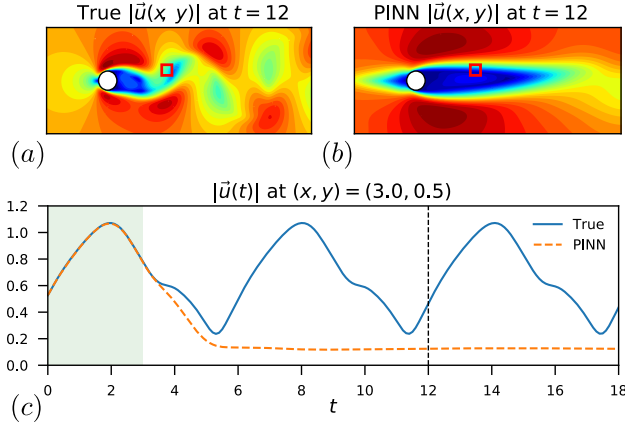 True |u⃗(x, y)| at t = 12
PINN |u⃗(x, y)| at t = 12
(a)
(b)
|u⃗(t)| at (x, y) = (3.0, 0.5)
1.2
1.0
0.8
0.6
0.4
0.2
0.0
True
PINN
0 2 4 6 8 10 12 14 16 18
(c)
t